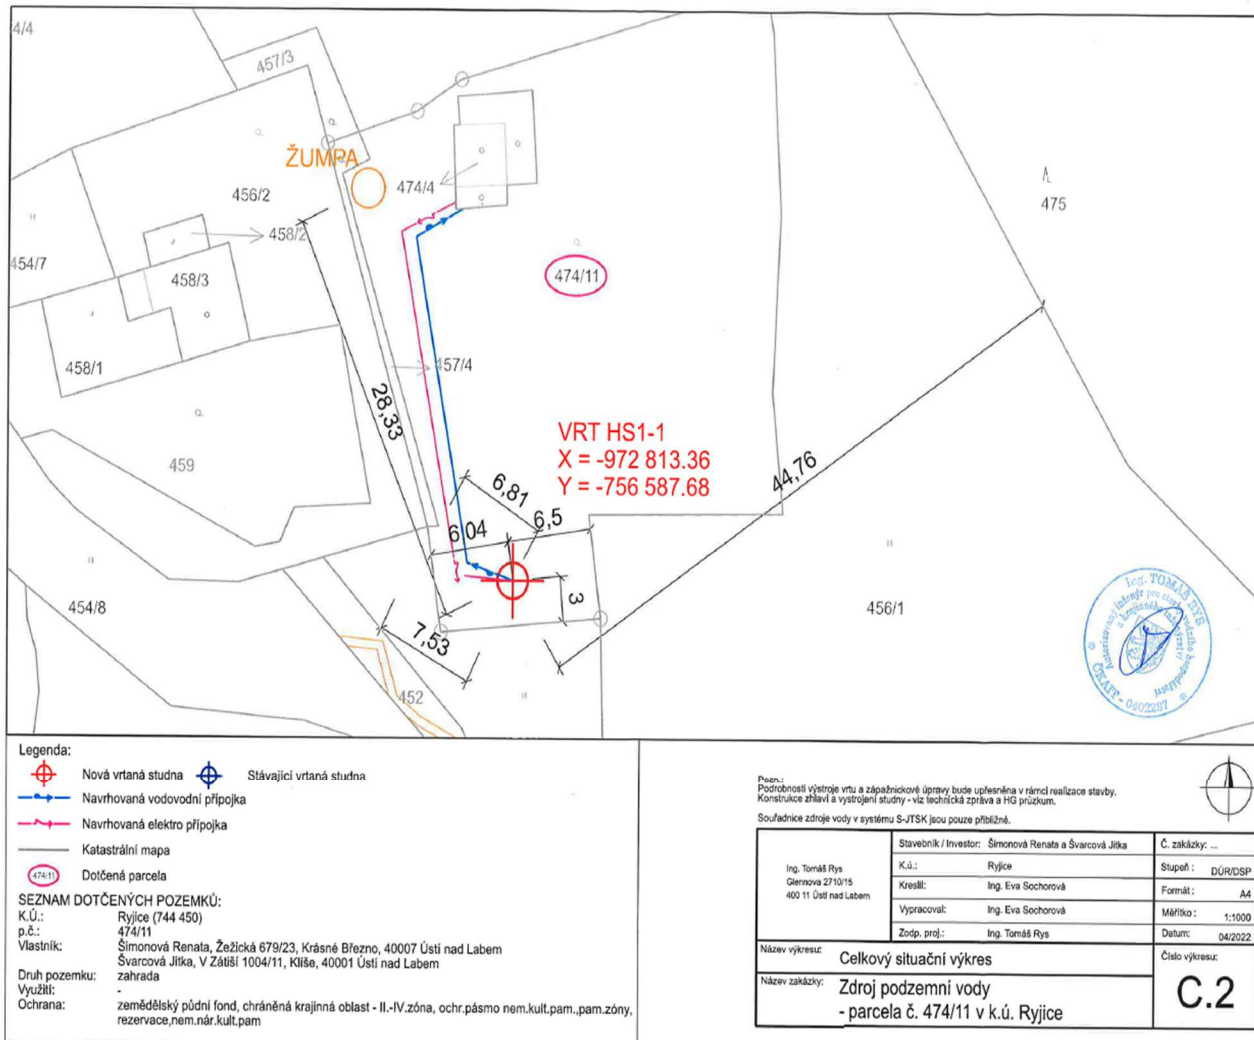 4/4
457/3
ŽUMPA
456/2
474/4
475
458/2
454/7
458/3
474/11
458/1
457/4
28,33
VRT HS1-1
X = -972 813.36
Y = -756 587.68
44,76
459
6,81
6,5
6,04
3
454/8
456/1
7,53
452
Ing. TOMÁŠ RYS
ČKAIT - 0402287
Legenda:
Nová vrtaná studna
Stávající vrtaná studna
Navrhovaná vodovodní přípojka
Navrhovaná elektro přípojka
Katastrální mapa
474/11 Dotčená parcela
SEZNAM DOTČENÝCH POZEMKŮ:
K.Ú.: Ryjice (744 450)
p.č.: 474/11
Vlastník: Šimonová Renata, Žežická 679/23, Krásné Březno, 40007 Ústí nad Labem
Švarcová Jitka, V Zátiší 1004/11, Klíše, 40001 Ústí nad Labem
Druh pozemku: zahrada
Využití: -
Ochrana: zemědělský půdní fond, chráněná krajinná oblast - II.-IV.zóna, ochr.pásmo nem.kult.pam.,pam.zóny,
rezervace,nem.nár.kult.pam
Pozn.:
Podrobnosti výstroje vrtu a zápažnickové úpravy bude upřesněna v rámci realizace stavby.
Konstrukce zhlaví a vystrojení studny - viz technická zpráva a HG průzkum.
Souřadnice zdroje vody v systému S-JTSK jsou pouze přibližné.
Ing. Tomáš Rys
Glennova 2710/15
400 11 Ústí nad Labem
Stavebník / Investor: Šimonová Renata a Švarcová Jitka
K.ú.: Ryjice
Kreslil: Ing. Eva Sochorová
Vypracoval: Ing. Eva Sochorová
Zodp. proj.: Ing. Tomáš Rys
Č. zakázky: ...
Stupeň : DÚR/DSP
Formát : A4
Měřítko : 1:1000
Datum: 04/2022
Název výkresu: Celkový situační výkres
Číslo výkresu:
C.2
Název zakázky: Zdroj podzemní vody
- parcela č. 474/11 v k.ú. Ryjice